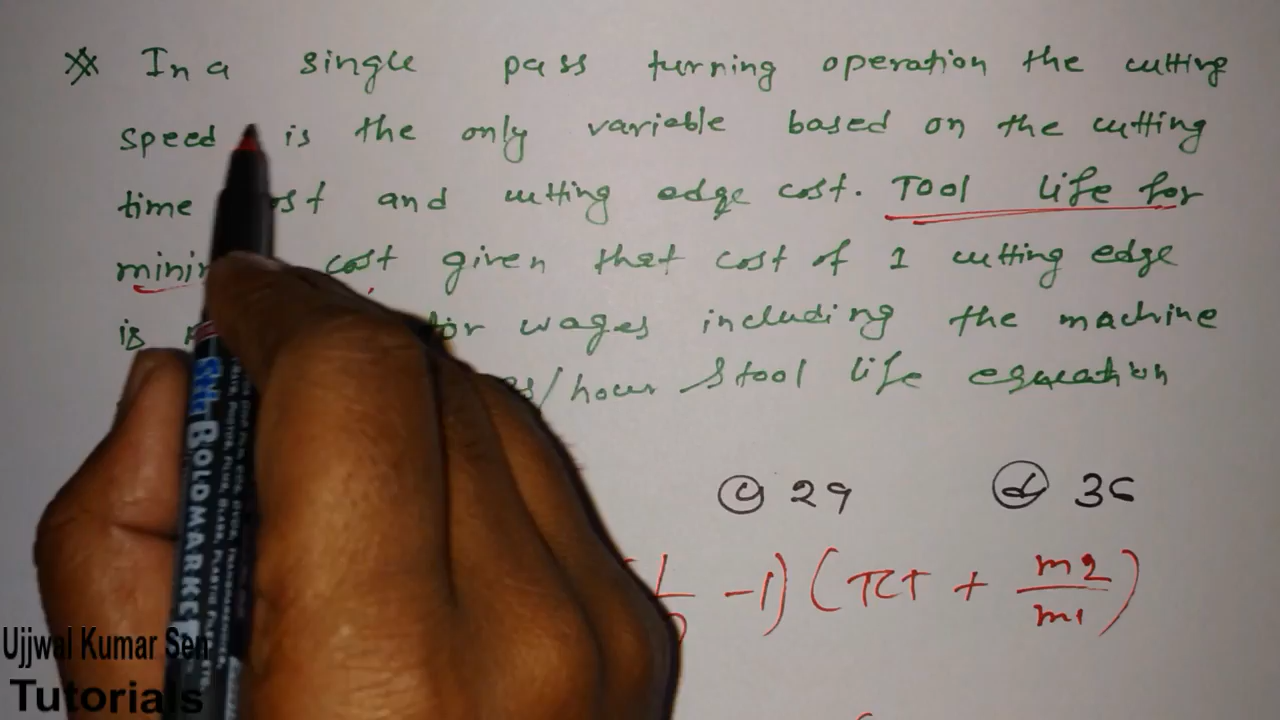 In a single pass turning operation the cutting
speed is the only variable based on the cutting
time and cutting edge cost. Tool life for
cost given that cost of 1 cutting edge
is for wages including the machine
/hour & tool life equation
(c) 29 (d) 36
-1) (TCT + m2/m1)
BOLDMARKER
Ujjwal Kumar Sen
Tutorials